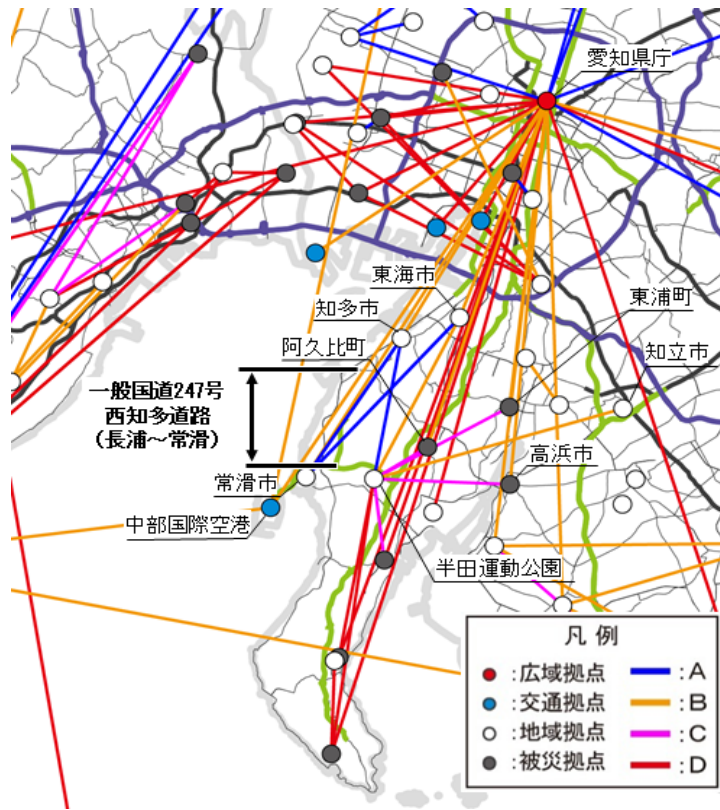 愛知県庁
東海市
東浦町
知多市
阿久比町
知立市
一般国道247号
西知多道路
(長浦～常滑)
常滑市
高浜市
中部国際空港
半田運動公園
凡例
:広域拠点
:A
:交通拠点
:B
:地域拠点
:C
:被災拠点
:D